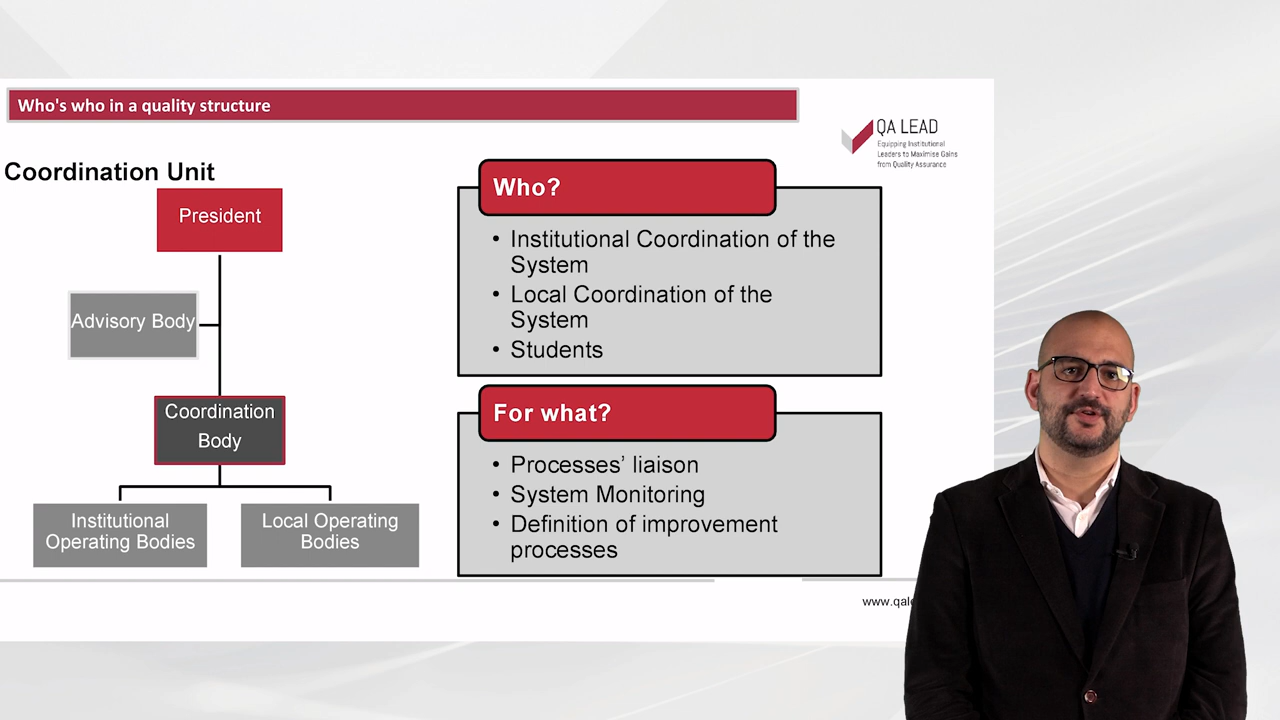 Who's who in a quality structure
QA LEAD
Equipping Institutional
Leaders to Maximise Gains
from Quality Assurance
Coordination Unit
President
Advisory Body
Coordination
Body
Institutional
Operating Bodies
Local Operating
Bodies
Who?
• Institutional Coordination of the
System
• Local Coordination of the
System
• Students
For what?
• Processes’ liaison
• System Monitoring
• Definition of improvement
processes